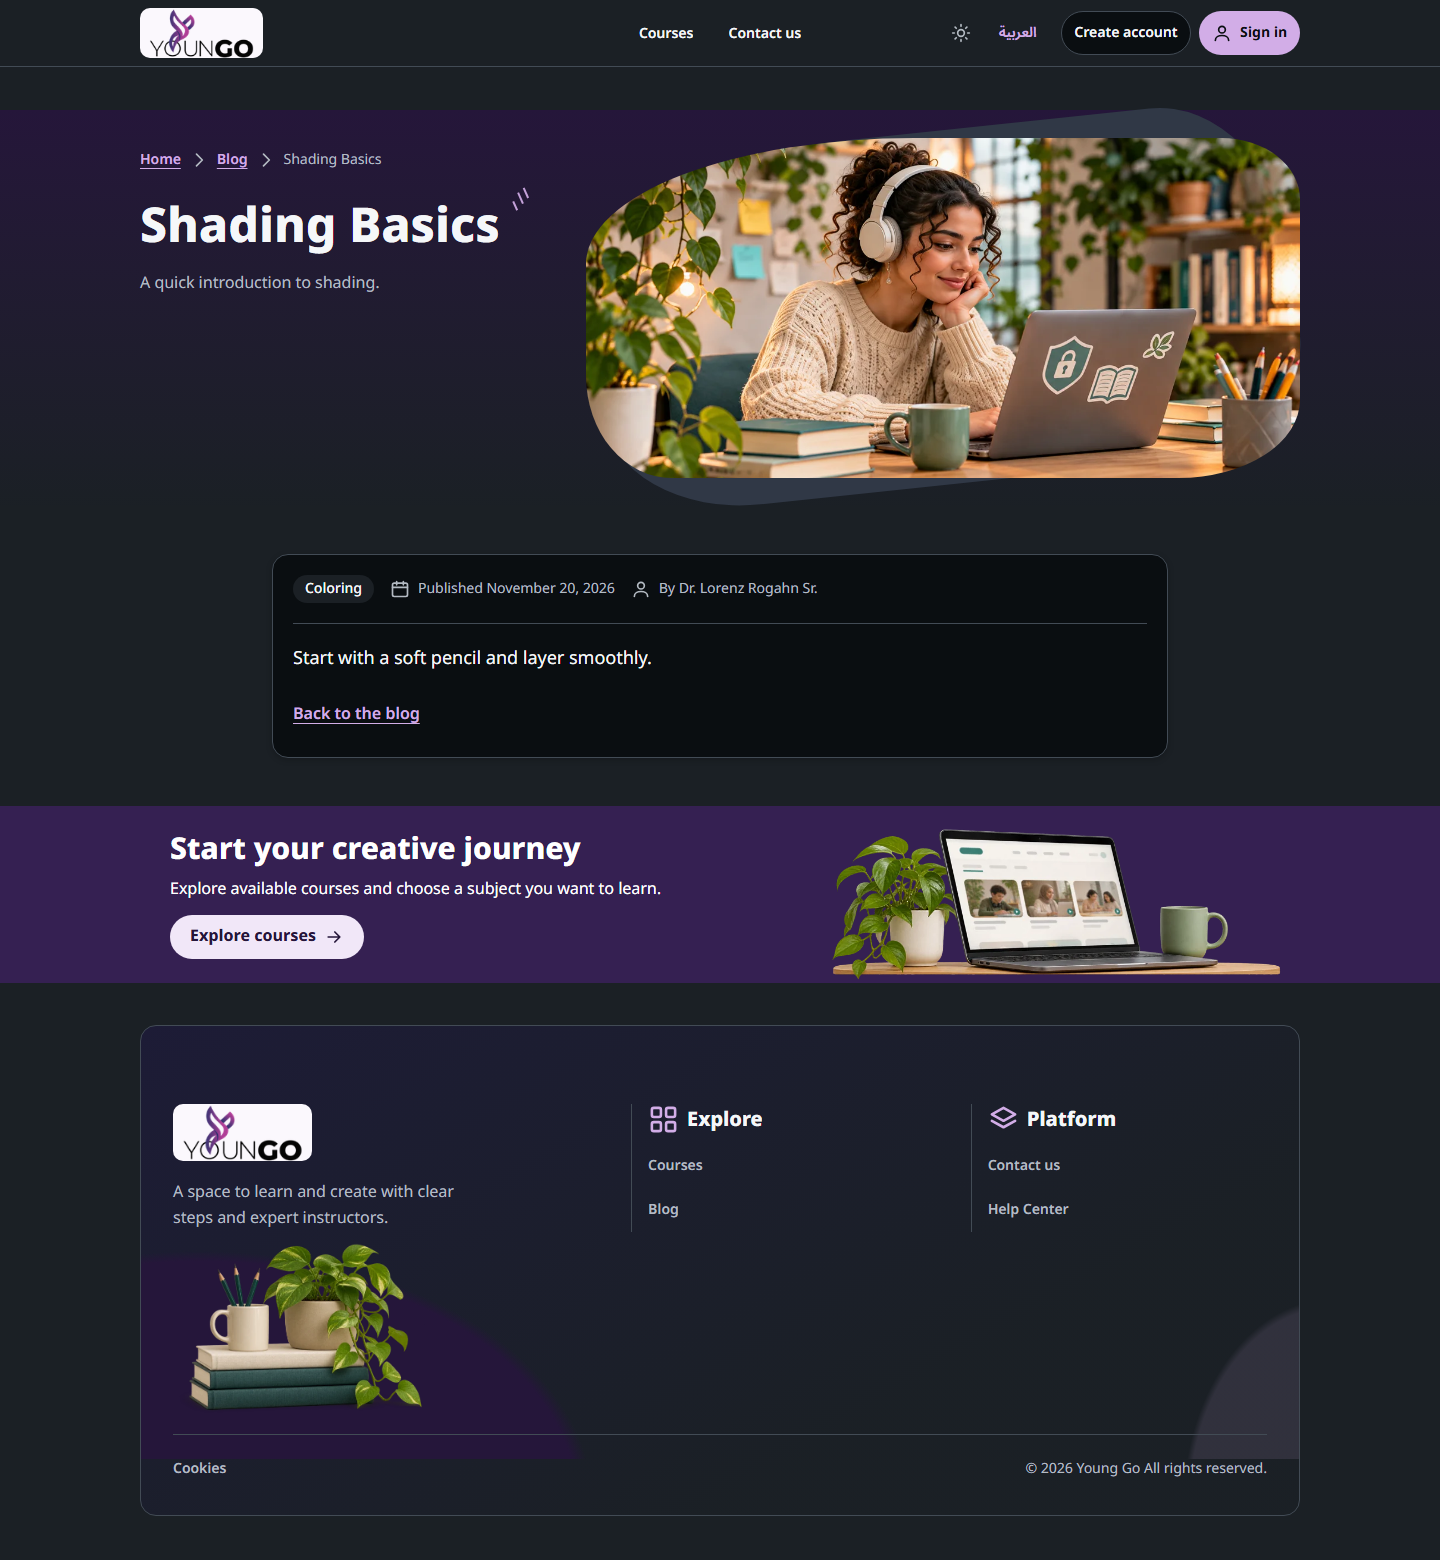 YOUNGO
Courses
Contact us
العربية
Create account
Sign in
Home
Blog
Shading Basics
Shading Basics
A quick introduction to shading.
Coloring
Published November 20, 2026
By Dr. Lorenz Rogahn Sr.
Start with a soft pencil and layer smoothly.
Back to the blog
Start your creative journey
Explore available courses and choose a subject you want to learn.
Explore courses
YOUNGO
A space to learn and create with clear
steps and expert instructors.
Explore
Courses
Blog
Platform
Contact us
Help Center
Cookies
© 2026 Young Go All rights reserved.